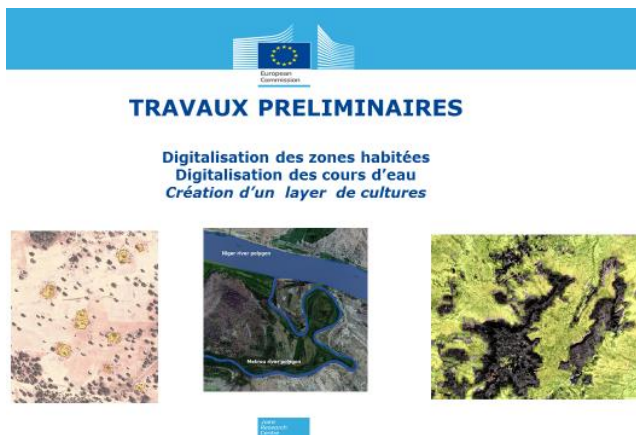 European
Commission
TRAVAUX PRELIMINAIRES
Digitalisation des zones habitées
Digitalisation des cours d'eau
Création d'un layer de cultures
Niger river polygon
Mekrou river polygon
Joint
Research
Centre